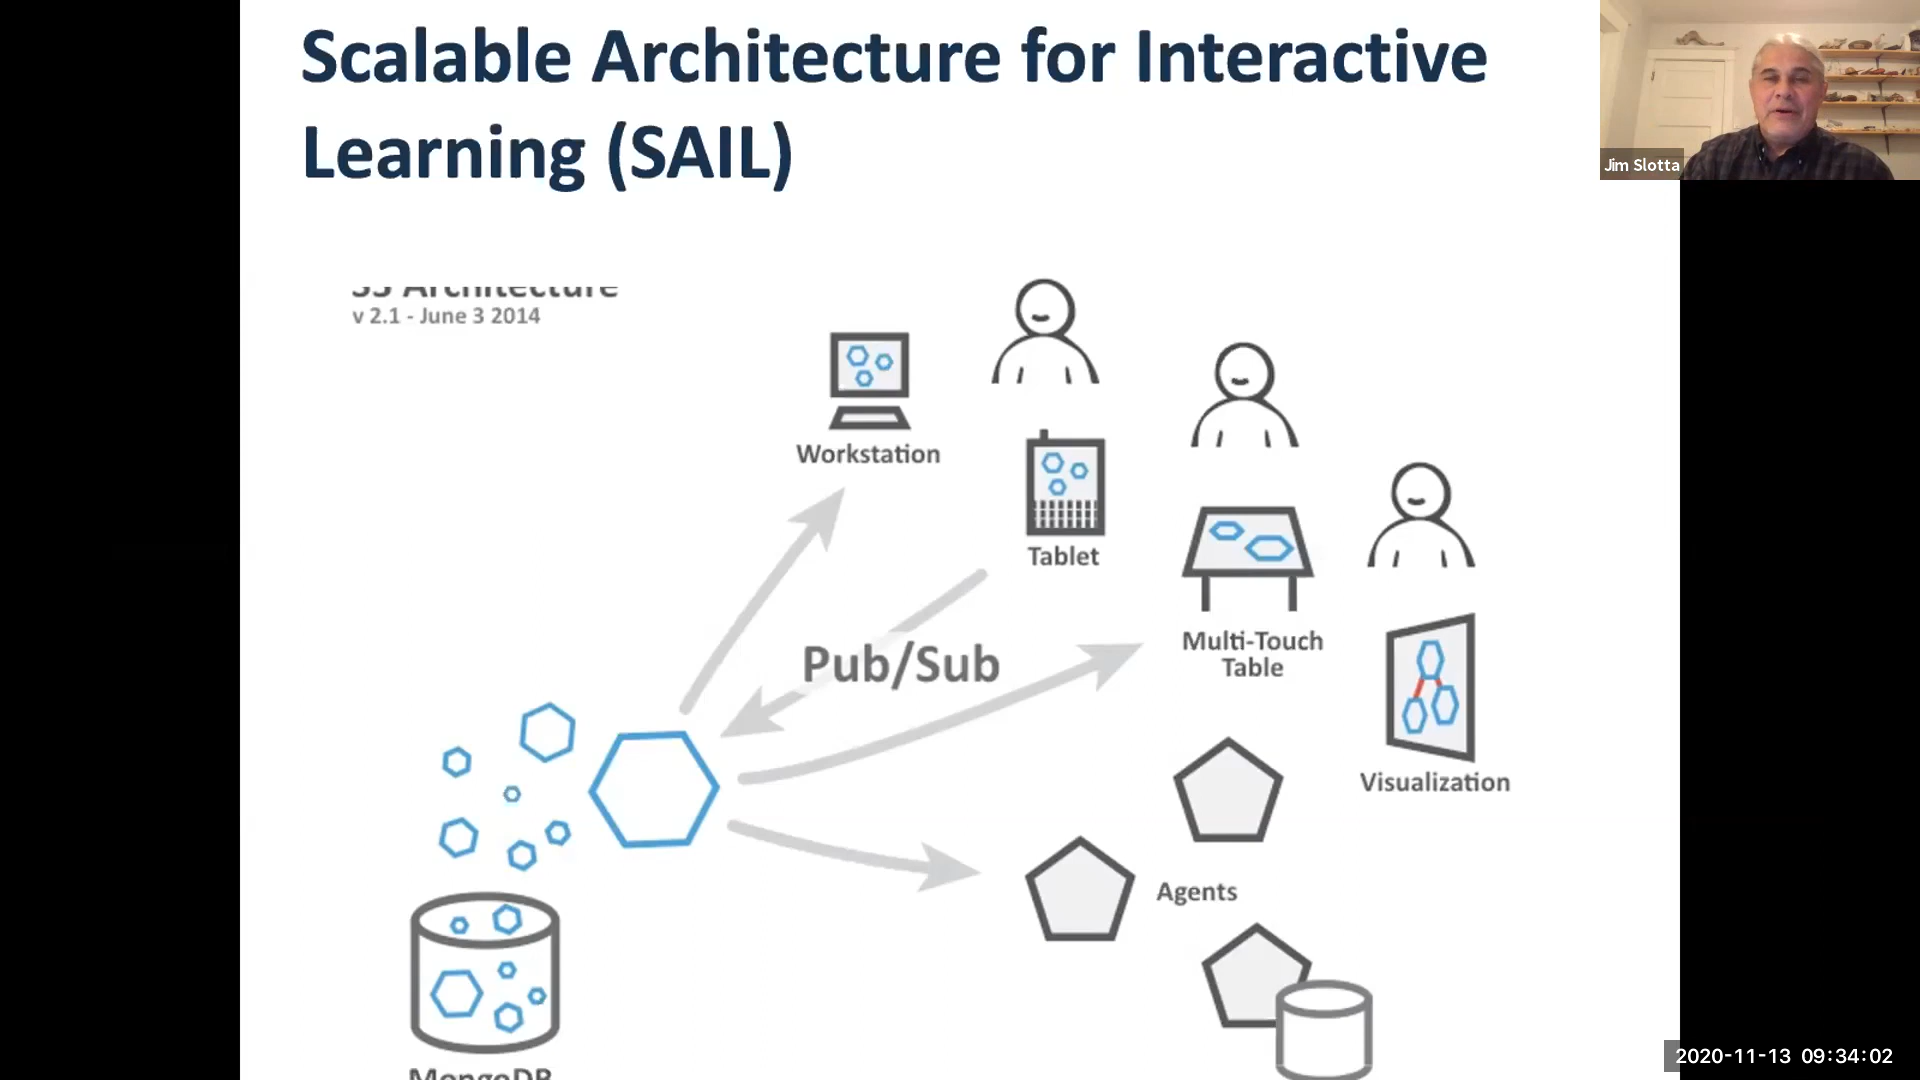 Scalable Architecture for Interactive
Learning (SAIL)
Jim Slotta
S3 Architecture
v 2.1 - June 3 2014
Workstation
Tablet
Pub/Sub
Multi-Touch
Table
Visualization
Agents
MongoDB
2020-11-13 09:34:02